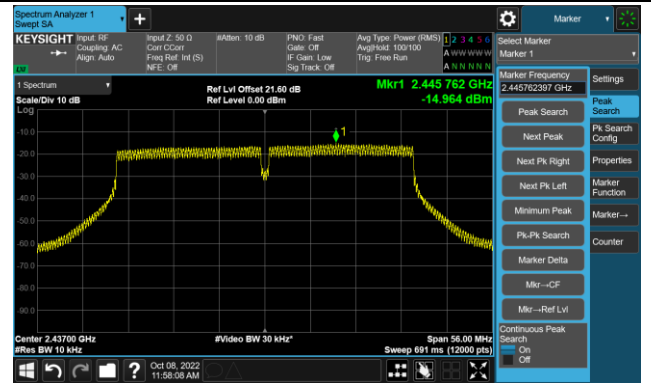 Spectrum Analyzer 1
Swept SA
Marker
KEYSIGHT
Input: RF
Coupling: AC
Align: Auto
Input Z: 50 Ω
Corr CCorr
Freq Ref: Int (S)
NFE: Off
#Atten: 10 dB
PNO: Fast
Gate: Off
IF Gain: Low
Sig Track: Off
Avg Type: Power (RMS)
Avg|Hold: 100/100
Trig: Free Run
1 2 3 4 5 6
A W W W W W
A N N N N N
Select Marker
Marker 1
1 Spectrum
Scale/Div 10 dB
Log
Ref Lvl Offset 21.60 dB
Ref Level 0.00 dBm
Mkr1 2.445 762 GHz
-14.964 dBm
1
-10.0
-20.0
-30.0
-40.0
-50.0
-60.0
-70.0
-80.0
-90.0
Center 2.43700 GHz
#Res BW 10 kHz
#Video BW 30 kHz*
Span 56.00 MHz
Sweep 691 ms (12000 pts)
Oct 08, 2022
11:58:08 AM
Marker Frequency
2.445762397 GHz
Peak Search
Next Peak
Next Pk Right
Next Pk Left
Minimum Peak
Pk-Pk Search
Marker Delta
Mkr→CF
Mkr→Ref Lvl
Continuous Peak
Search
On
Off
Settings
Peak
Search
Pk Search
Config
Properties
Marker
Function
Marker→
Counter